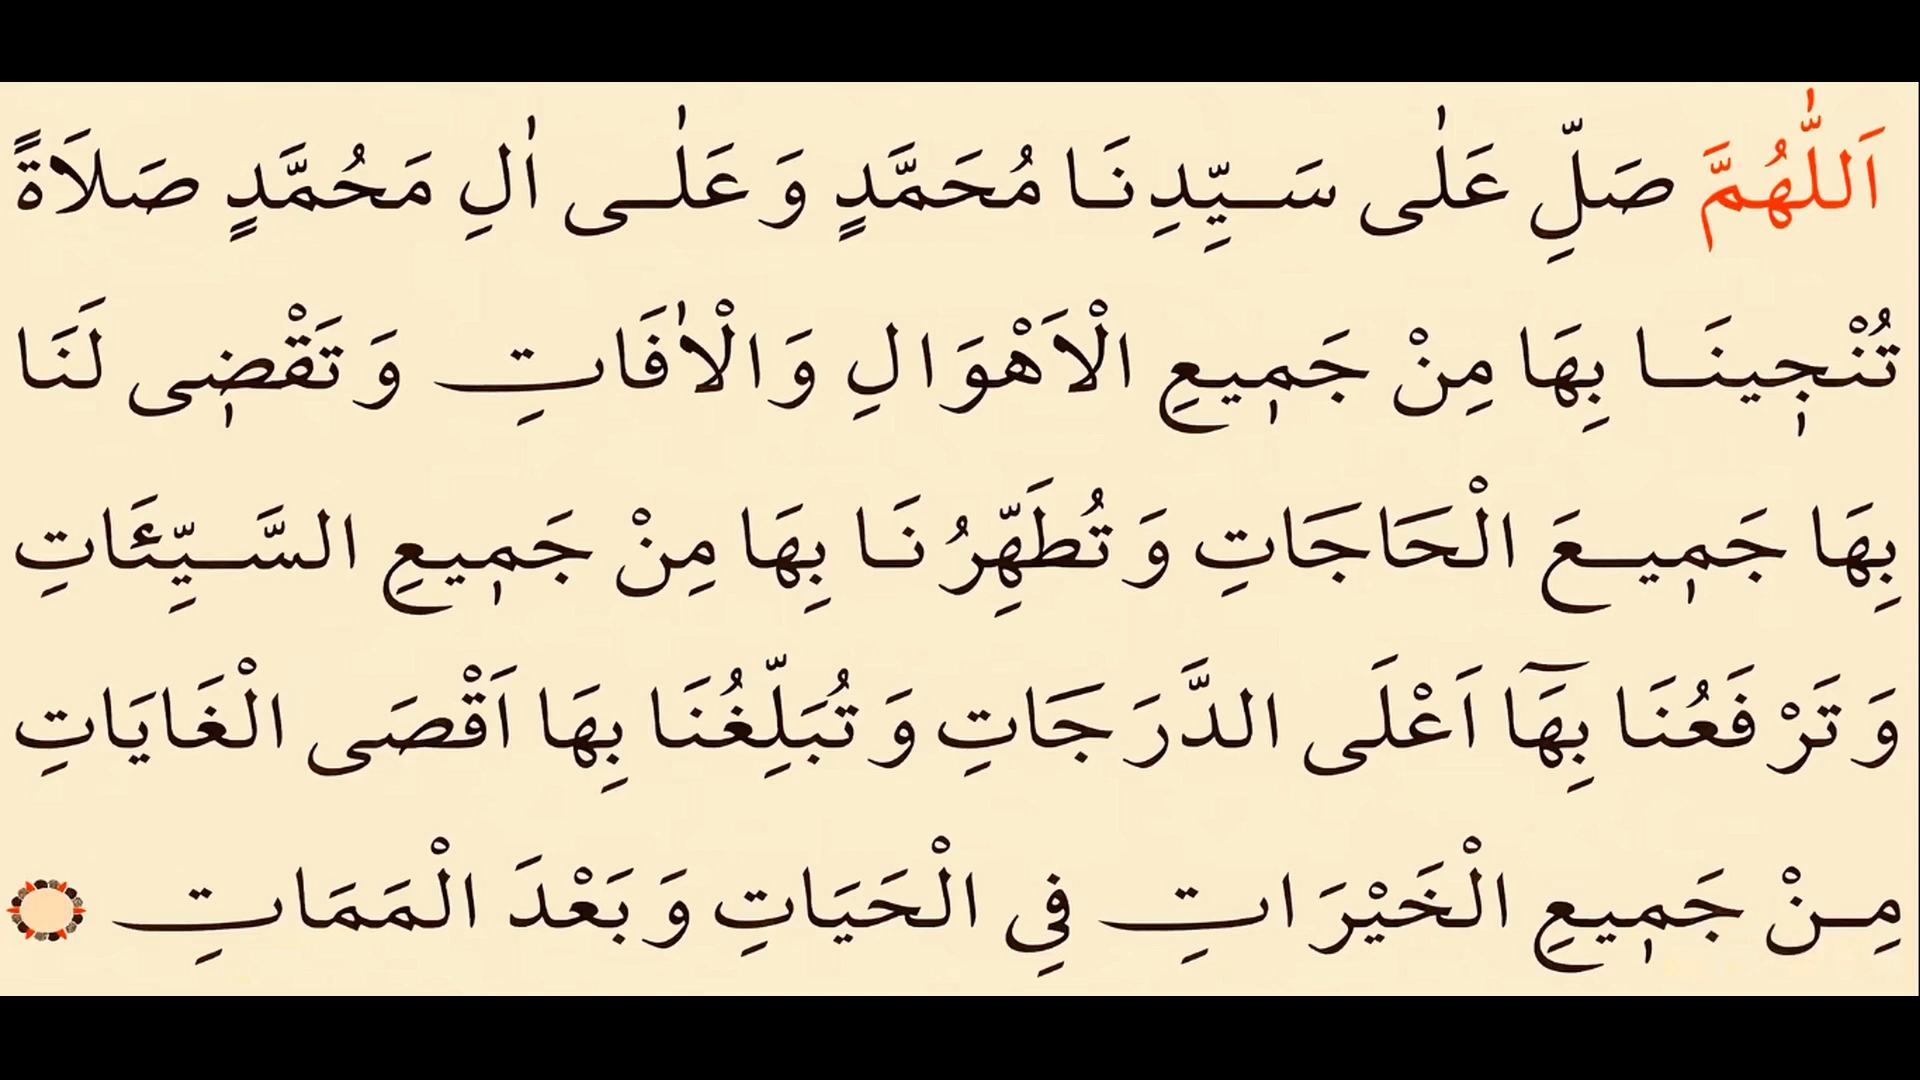 اَللّٰهُمَّ صَلِّ عَلٰى سَيِّدِنَا مُحَمَّدٍ وَعَلٰى اٰلِ مَحُمَّدٍ صَلَاةً
تُنْجٖينَا بِهَا مِنْ جَمٖيعِ الْاَهْوَالِ وَالْاٰفَاتِ وَتَقْضٖى لَنَا
بِهَا جَمٖيعَ الْحَاجَاتِ وَتُطَهِّرُنَا بِهَا مِنْ جَمٖيعِ السَّيِّئَاتِ
وَتَرْفَعُنَا بِهَٓا اَعْلَى الدَّرَجَاتِ وَتُبَلِّغُنَا بِهَا اَقْصَى الْغَايَاتِ
مِنْ جَمٖيعِ الْخَيْرَاتِ فِى الْحَيَاتِ وَبَعْدَ الْمَمَاتِ